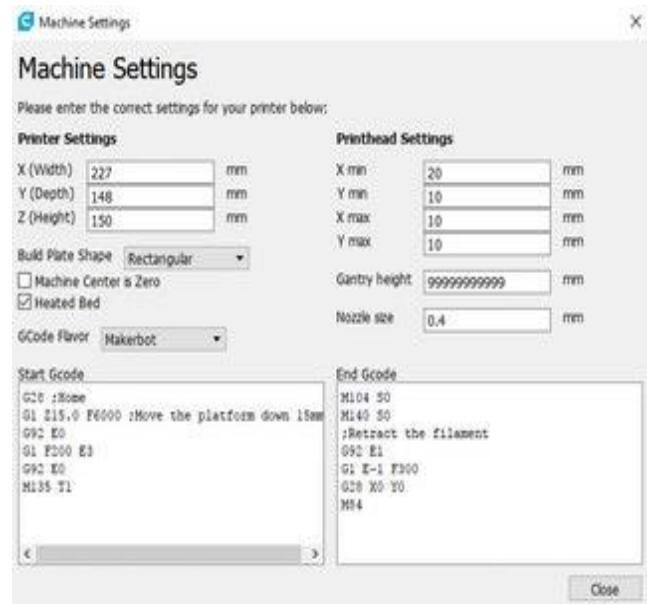 Machine Settings
Machine Settings
Please enter the correct settings for your printer below:
Printer Settings
X (Width) 227 mm
Y (Depth) 148 mm
Z (Height) 150 mm
Build Plate Shape Rectangular
Machine Center is Zero
Heated Bed
GCode Flavor Makerbot
Printhead Settings
X min 20 mm
Y min 10 mm
X max 10 mm
Y max 10 mm
Gantry height 99999999999 mm
Nozzle size 0.4 mm
Start Gcode
G28 ;Home
G1 Z15.0 F6000 ;Move the platform down 15mm
G92 E0
G1 F200 E3
G92 E0
M135 T1
End Gcode
M104 S0
M140 S0
;Retract the filament
G92 E1
G1 E-1 F300
G28 X0 Y0
M84
Close